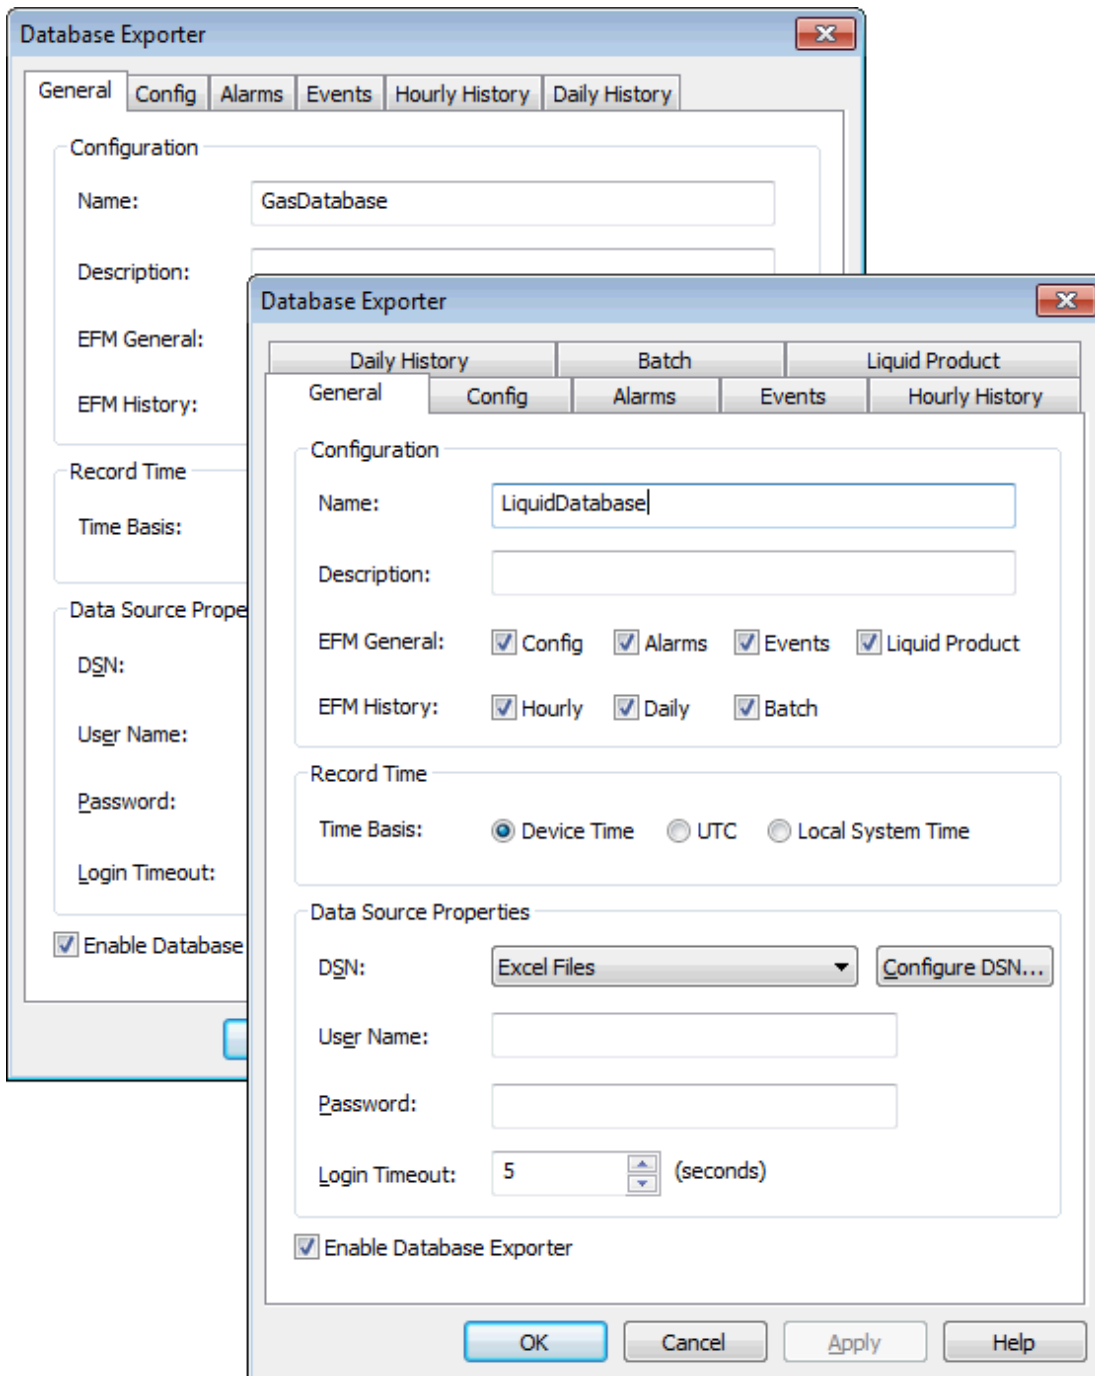 Database Exporter
General Config Alarms Events Hourly History Daily History
Configuration
Name: GasDatabase
Description:
EFM General:
EFM History:
Record Time
Time Basis:
Data Source Prope
DSN:
User Name:
Password:
Login Timeout:
Enable Database
Database Exporter
Daily History Batch Liquid Product
General Config Alarms Events Hourly History
Configuration
Name: LiquidDatabase
Description:
EFM General: Config Alarms Events Liquid Product
EFM History: Hourly Daily Batch
Record Time
Time Basis: Device Time UTC Local System Time
Data Source Properties
DSN: Excel Files Configure DSN...
User Name:
Password:
Login Timeout: 5 (seconds)
Enable Database Exporter
OK Cancel Apply Help